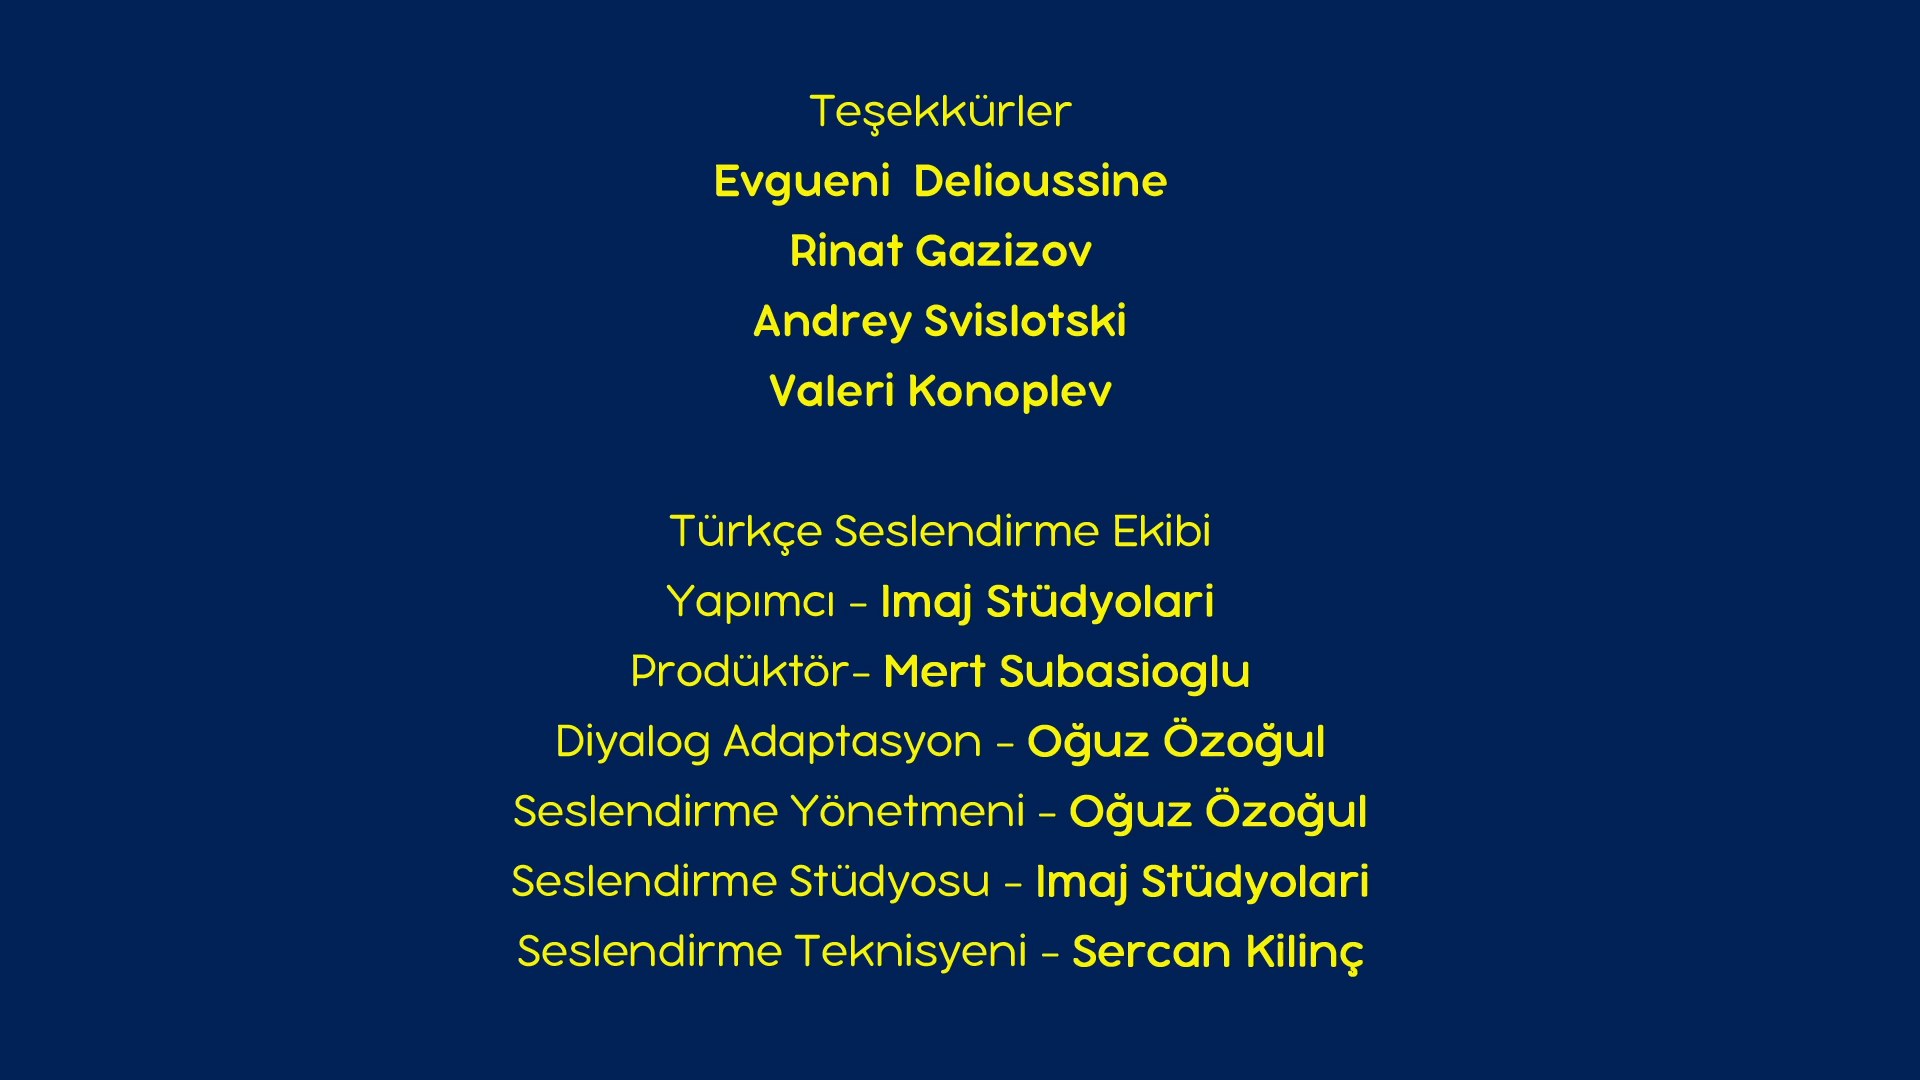 Teşekkürler
Evgueni Delioussine
Rinat Gazizov
Andrey Svislotski
Valeri Konoplev
Türkçe Seslendirme Ekibi
Yapımcı - Imaj Stüdyolari
Prodüktör- Mert Subasioglu
Diyalog Adaptasyon - Oğuz Özoğul
Seslendirme Yönetmeni - Oğuz Özoğul
Seslendirme Stüdyosu - Imaj Stüdyolari
Seslendirme Teknisyeni - Sercan Kilinç